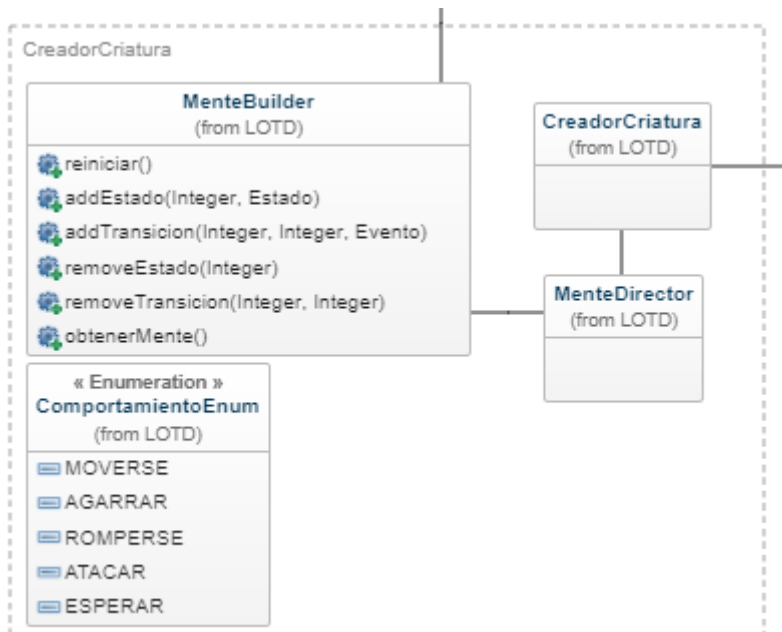 CreadorCriatura
MenteBuilder
(from LOTD)
reiniciar()
addEstado(Integer, Estado)
addTransicion(Integer, Integer, Evento)
removeEstado(Integer)
removeTransicion(Integer, Integer)
obtenerMente()
CreadorCriatura
(from LOTD)
MenteDirector
(from LOTD)
« Enumeration »
ComportamientoEnum
(from LOTD)
MOVERSE
AGARRAR
ROMPERSE
ATACAR
ESPERAR